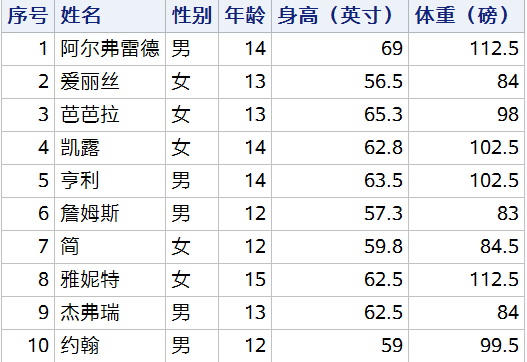 序号 姓名 性别 年龄 身高（英寸） 体重（磅）
1 阿尔弗雷德 男 14 69 112.5
2 爱丽丝 女 13 56.5 84
3 芭芭拉 女 13 65.3 98
4 凯露 女 14 62.8 102.5
5 亨利 男 14 63.5 102.5
6 詹姆斯 男 12 57.3 83
7 简 女 12 59.8 84.5
8 雅妮特 女 15 62.5 112.5
9 杰弗瑞 男 13 62.5 84
10 约翰 男 12 59 99.5